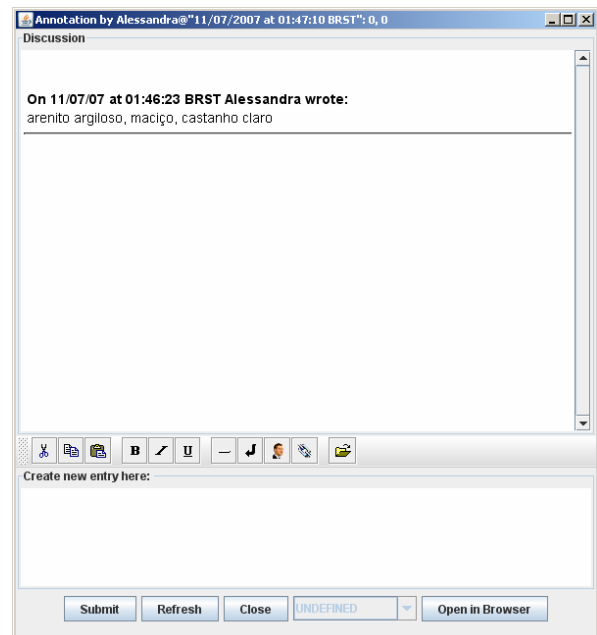 Annotation by Alessandra@"11/07/2007 at 01:47:10 BRST": 0, 0
Discussion
On 11/07/07 at 01:46:23 BRST Alessandra wrote:
arenito argiloso, maciço, castanho claro
B I U
Create new entry here:
Submit Refresh Close UNDEFINED Open in Browser